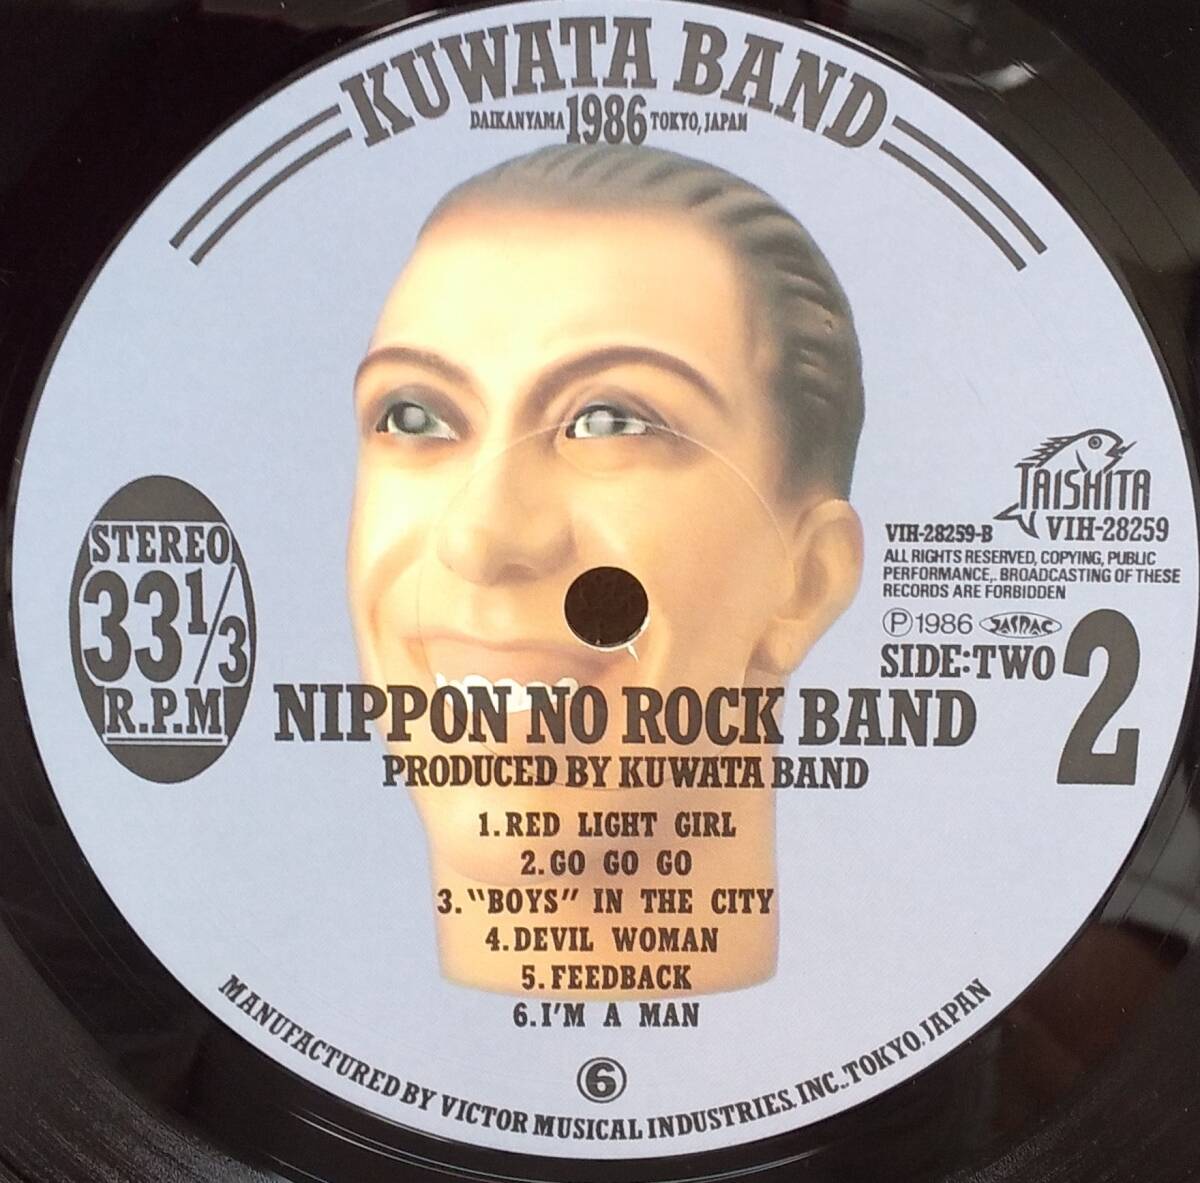 KUWATA BAND
DAIKANYAMA 1986 TOKYO, JAPAN
TAISHITA
VIH-28259-B VIH-28259
ALL RIGHTS RESERVED, COPYING, PUBLIC
PERFORMANCE,. BROADCASTING OF THESE
RECORDS ARE FORBIDDEN
Ⓟ1986 JASRAC
SIDE:TWO 2
STEREO
33 1/3
R.P.M
NIPPON NO ROCK BAND
PRODUCED BY KUWATA BAND
1.RED LIGHT GIRL
2.GO GO GO
3."BOYS" IN THE CITY
4.DEVIL WOMAN
5.FEEDBACK
6.I'M A MAN
⑥
MANUFACTURED BY VICTOR MUSICAL INDUSTRIES. INC., TOKYO, JAPAN